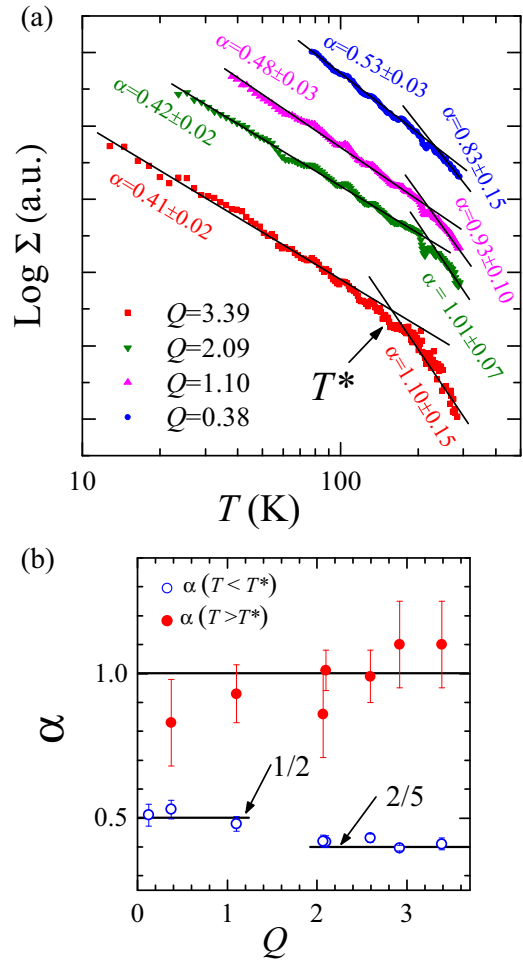 (a)
α=0.53±0.03
α=0.48±0.03
α=0.42±0.02
α=0.83±0.15
α=0.41±0.02
α=0.93±0.10
Log Σ (a.u.)
α = 1.01±0.07
Q=3.39
Q=2.09
Q=1.10
Q=0.38
T*
α=1.10±0.15
10
100
T (K)
(b)
α (T < T*)
α (T>T*)
1.0
α
1/2
2/5
0.5
0
1
2
3
Q